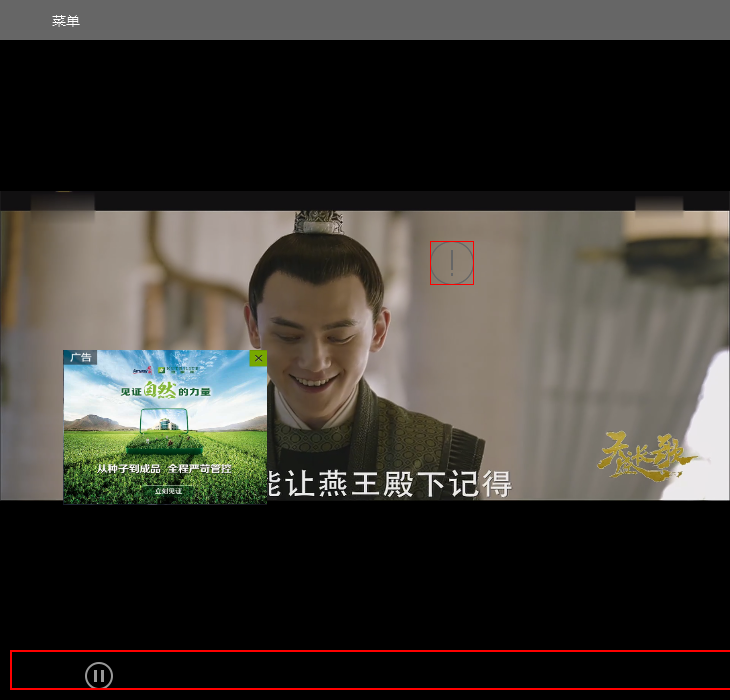 菜单
广告
见证自然的力量
从种子到成品 全程严苛管控
立刻见证
能让燕王殿下记得
天盛长歌